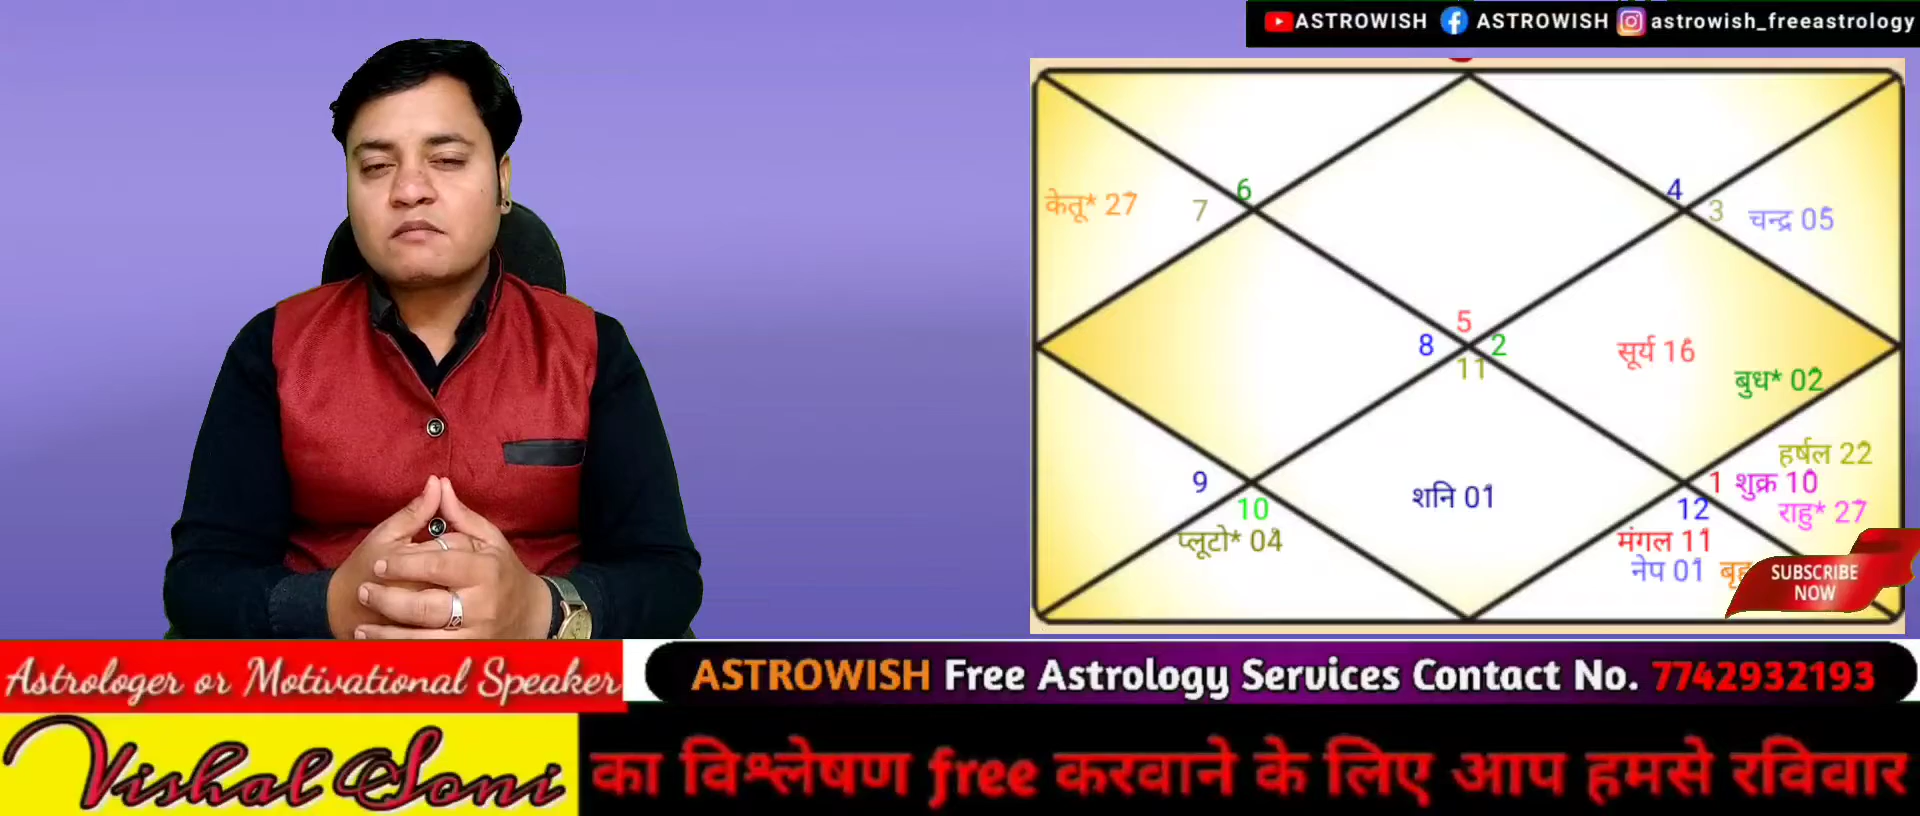 ASTROWISH ASTROWISH astrowish_freeastrology
6
4
केतू* 27
7
3
चन्द्र 05
5
8
2
11
सूर्य 16
बुध* 02
हर्षल 22
9
1
शुक्र 10
10
शनि 01
12
राहु* 27
प्लूटो* 04
मंगल 11
नेप 01
SUBSCRIBE
NOW
Astrologer or Motivational Speaker
ASTROWISH Free Astrology Services Contact No. 7742932193
Vishal Soni
का विश्लेषण free करवाने के लिए आप हमसे रविवार